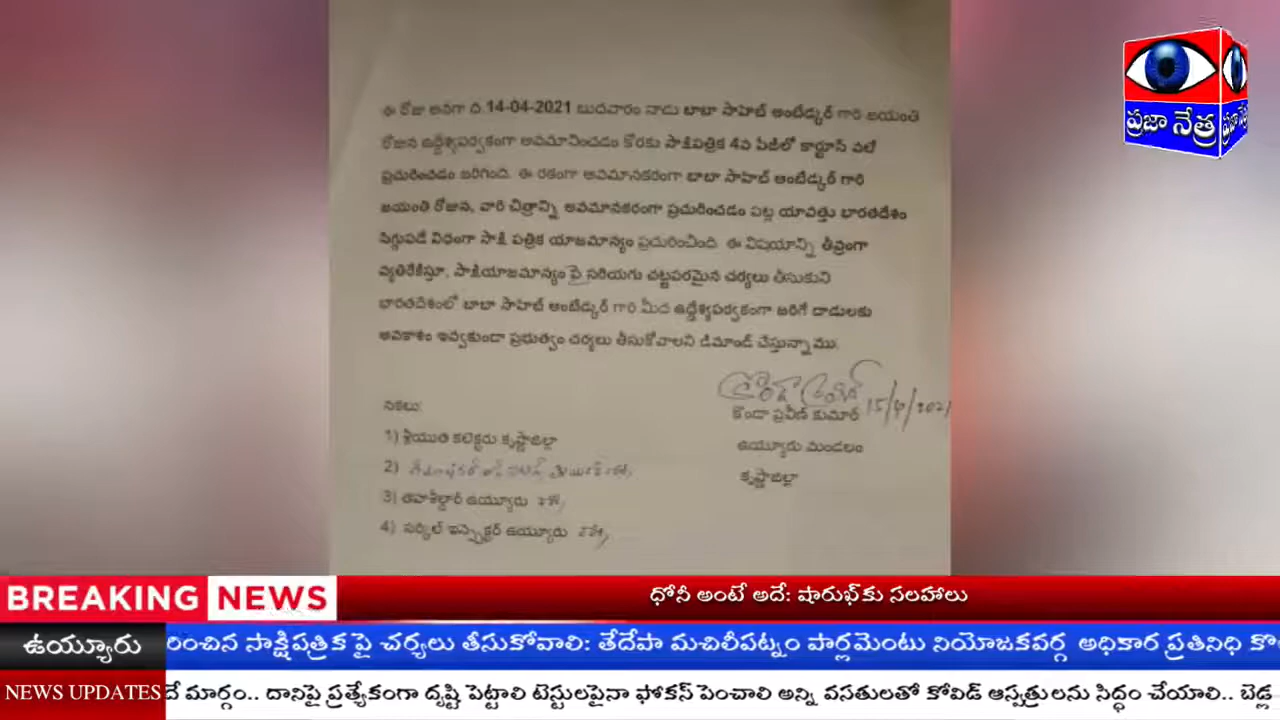 ప్రజా నేత్ర
ఈ రోజు అనగా ది.14-04-2021 బుదవారం నాడు బాబా సాహెబ్ అంబేడ్కర్ గారి జయంతి
రోజున ఉద్దేశ్యపర్వకంగా అవమానించడం కోరకు సాక్షిపత్రిక 4వ పేజీలో కార్టూస్ వలే
ప్రచురించడం జరిగింది. ఈ రకంగా అవమానకరంగా బాబా సాహెబ్ అంబేడ్కర్ గారి
జయంతి రోజున, వారి చిత్రాన్ని అవమానకరంగా ప్రచురించడం పట్ల యావత్తు భారతదేశం
సిగ్గుపడే విధంగా సాక్షి పత్రిక యాజమాన్యం ప్రచురించింది. ఈ విషయాన్ని తీవ్రంగా
వ్యతిరేకిస్తూ, సాక్షియాజమాన్యం పై సరియగు చట్టపరమైన చర్యలు తీసుకుని
భారతదేశంలో బాబా సాహెబ్ అంబేడ్కర్ గారి మీద ఉద్దేశ్యపర్వకంగా జరిగే దాడులకు
అవకాశం ఇవ్వకుండా ప్రభుత్వం చర్యలు తీసుకోవాలని డిమాండ్ చేస్తున్నా ము.
15/4/2021
నకలు:
కొండా ప్రవీణ్ కుమార్
1) శ్రీయుత కలెక్టరు కృష్ణాజిల్లా
ఉయ్యూరు మండలం
2)
కృష్ణాజిల్లా
3) తహశీల్దార్ ఉయ్యూరు
4) సర్కిల్ ఇన్స్పెక్టర్ ఉయ్యూరు
BREAKING NEWS
ధోనీ అంటే అదే: షారుఖ్‌కు సలహాలు
ఉయ్యూరు
రించిన సాక్షిపత్రిక పై చర్యలు తీసుకోవాలి: తేదేపా మచిలీపట్నం పార్లమెంటు నియోజకవర్గ అధికార ప్రతినిధి కొ
NEWS UPDATES
దే మార్గం.. దానిపై ప్రత్యేకంగా దృష్టి పెట్టాలి టెస్టులపైనా ఫోకస్ పెంచాలి అన్ని వసతులతో కోవిడ్ ఆస్పత్రులను సిద్ధం చేయాలి.. బెడ్ల